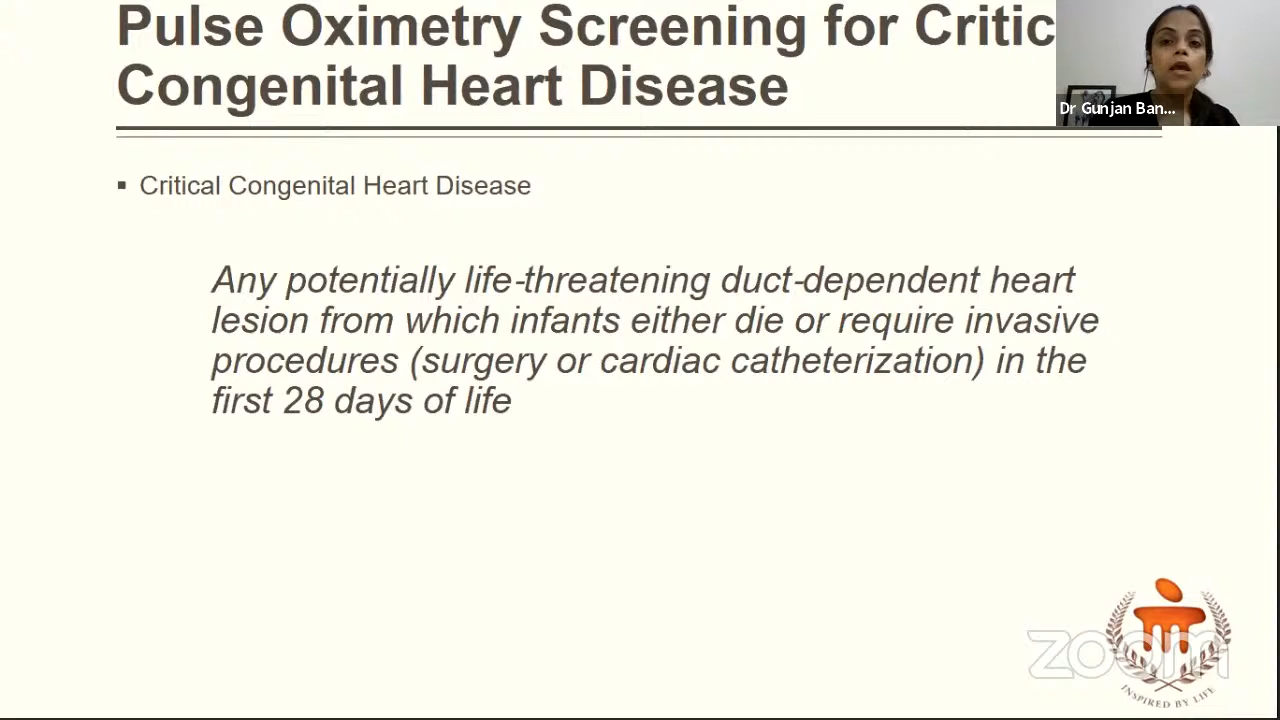 Pulse Oximetry Screening for Critic
Congenital Heart Disease
Dr Gunjan Ban...
▪ Critical Congenital Heart Disease
Any potentially life-threatening duct-dependent heart
lesion from which infants either die or require invasive
procedures (surgery or cardiac catheterization) in the
first 28 days of life
zoom
INSPIRED BY LIFE